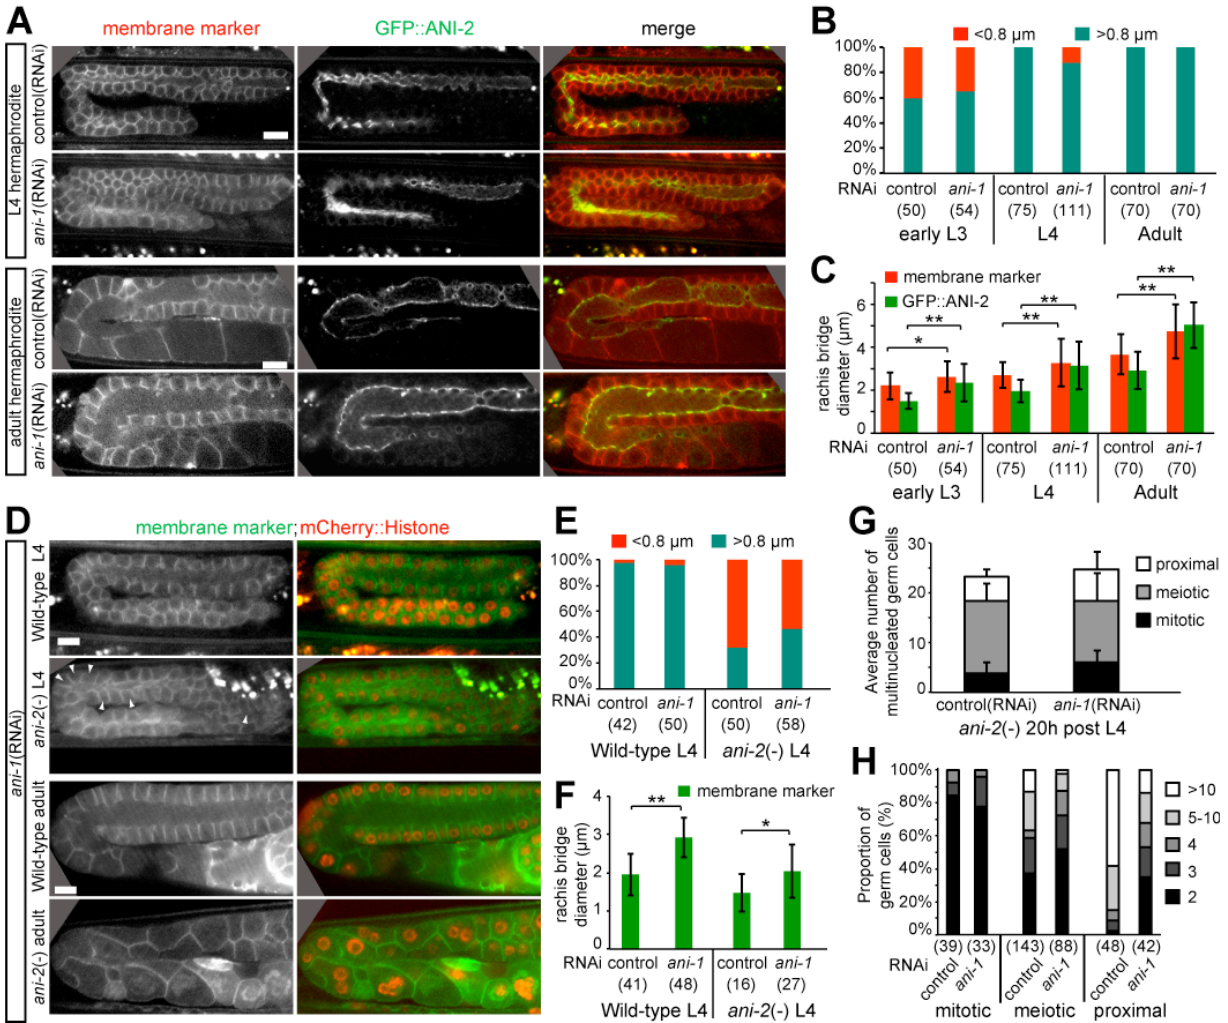 A
membrane marker
GFP::ANI-2
merge
L4 hermaphrodite
control(RNAi)
ani-1(RNAi)
adult hermaphrodite
control(RNAi)
ani-1(RNAi)
B
<0.8 µm
>0.8 µm
100%
80%
60%
40%
20%
0%
RNAi
control
ani-1
control
ani-1
control
ani-1
(50)
(54)
(75)
(111)
(70)
(70)
early L3
L4
Adult
C
membrane marker
GFP::ANI-2
rachis bridge
diameter (µm)
6
4
2
0
*
**
**
**
**
**
RNAi
control
ani-1
control
ani-1
control
ani-1
(50)
(54)
(75)
(111)
(70)
(70)
early L3
L4
Adult
D
membrane marker;mCherry::Histone
ani-1(RNAi)
Wild-type L4
ani-2(-) L4
Wild-type adult
ani-2(-) adult
E
<0.8 µm
>0.8 µm
100%
80%
60%
40%
20%
0%
RNAi
control
ani-1
control
ani-1
(42)
(50)
(50)
(58)
Wild-type L4
ani-2(-) L4
F
membrane marker
rachis bridge
diameter (µm)
4
3
2
1
0
**
*
RNAi
control
ani-1
control
ani-1
(41)
(48)
(16)
(27)
Wild-type L4
ani-2(-) L4
G
Average number of
multinucleated germ cells
30
20
10
0
proximal
meiotic
mitotic
control(RNAi)
ani-1(RNAi)
ani-2(-) 20h post L4
H
Proportion of
germ cells (%)
100%
80%
60%
40%
20%
0%
>10
5-10
4
3
2
(39)
(33)
(143)
(88)
(48)
(42)
RNAi
control
ani-1
control
ani-1
control
ani-1
mitotic
meiotic
proximal